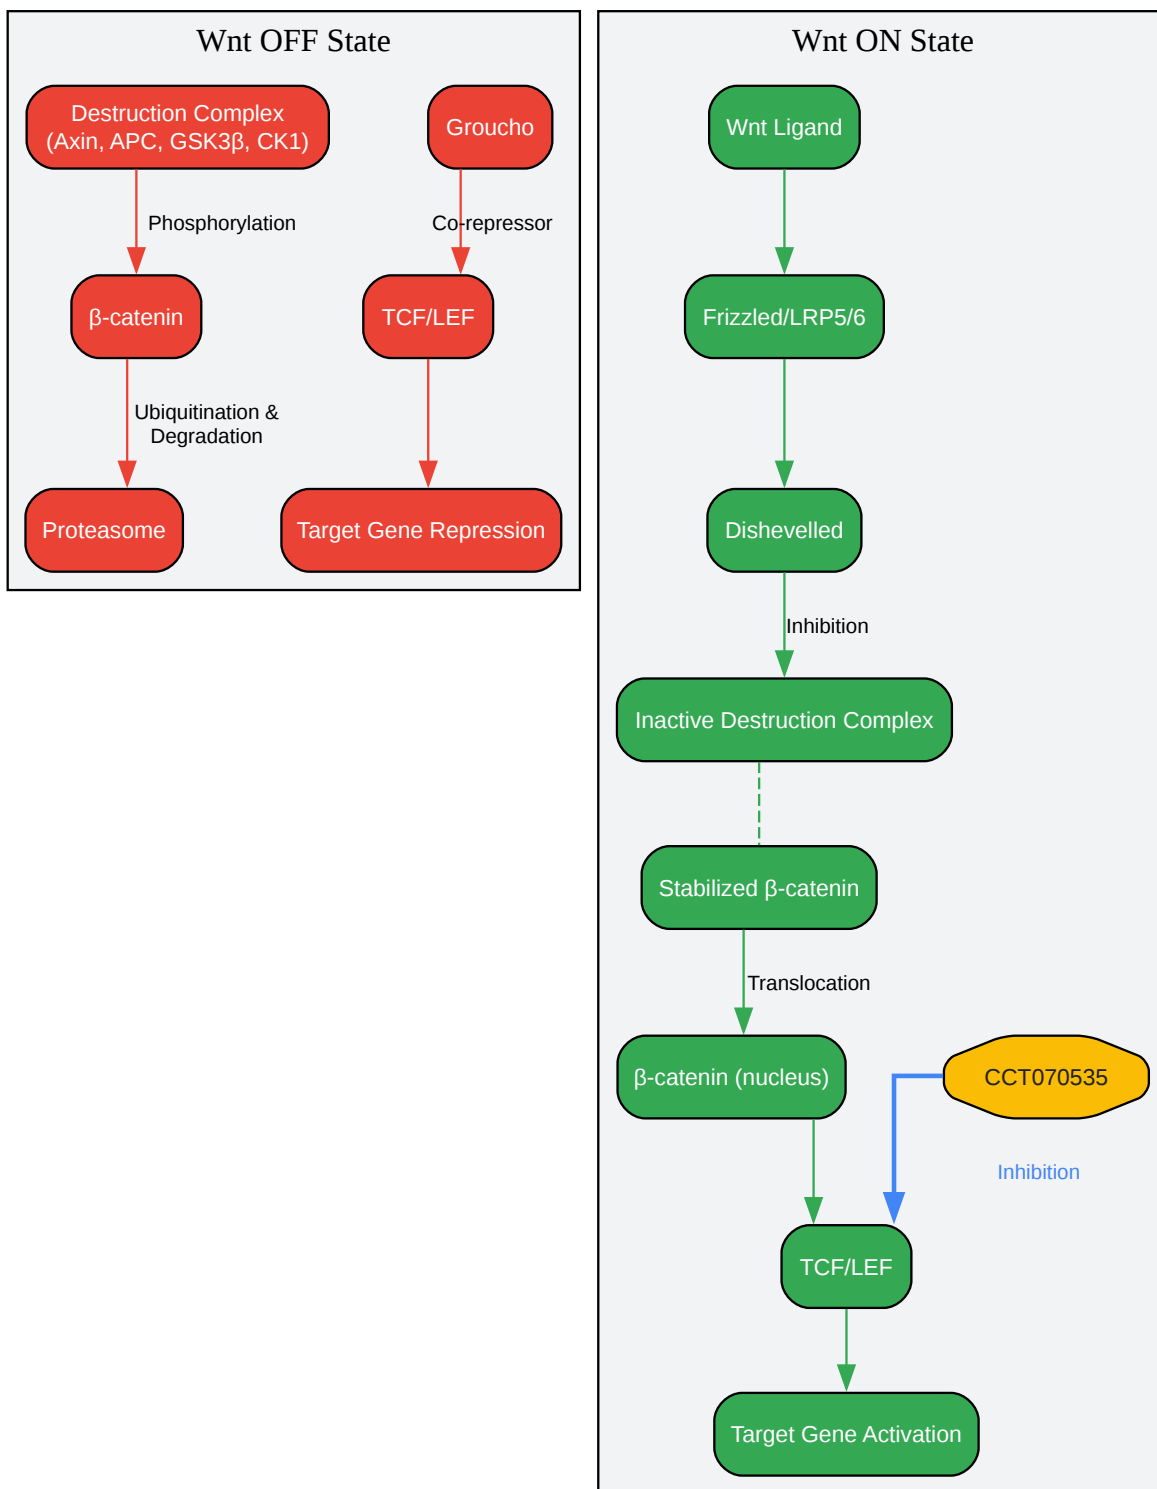 Wnt OFF State
Destruction Complex
(Axin, APC, GSK3β, CK1)
Groucho
Phosphorylation
Co-repressor
β-catenin
TCF/LEF
Ubiquitination &
Degradation
Proteasome
Target Gene Repression
Wnt ON State
Wnt Ligand
Frizzled/LRP5/6
Dishevelled
Inhibition
Inactive Destruction Complex
Stabilized β-catenin
Translocation
β-catenin (nucleus)
CCT070535
Inhibition
TCF/LEF
Target Gene Activation